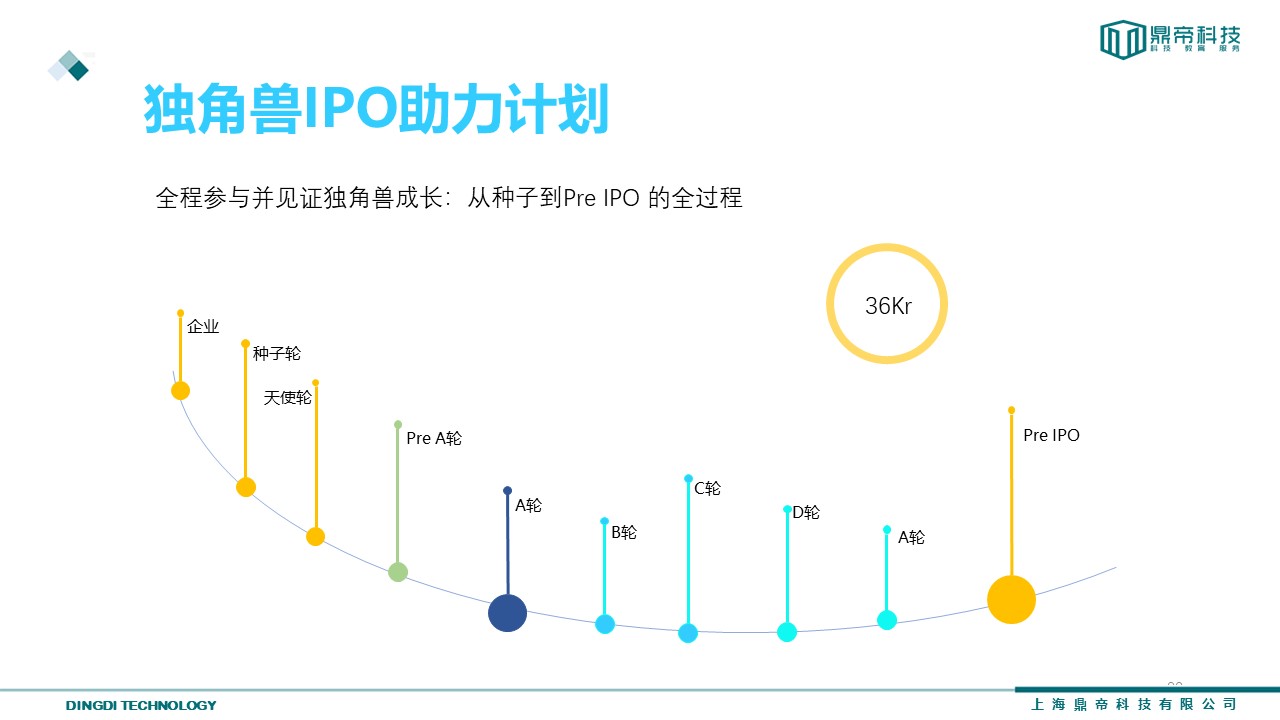 鼎帝科技
科技 教育 服务
独角兽IPO助力计划
全程参与并见证独角兽成长：从种子到Pre IPO 的全过程
36Kr
企业
种子轮
天使轮
Pre A轮
A轮
B轮
C轮
D轮
A轮
Pre IPO
DINGDI TECHNOLOGY
上海鼎帝科技有限公司